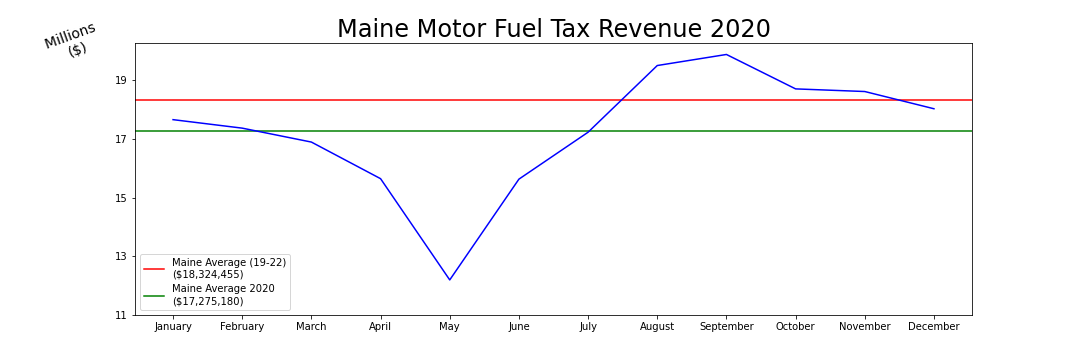 Maine Motor Fuel Tax Revenue 2020
Millions
($)
19
17
15
13
11
Maine Average (19-22)
($18,324,455)
Maine Average 2020
($17,275,180)
January February March April May June July August September October November December